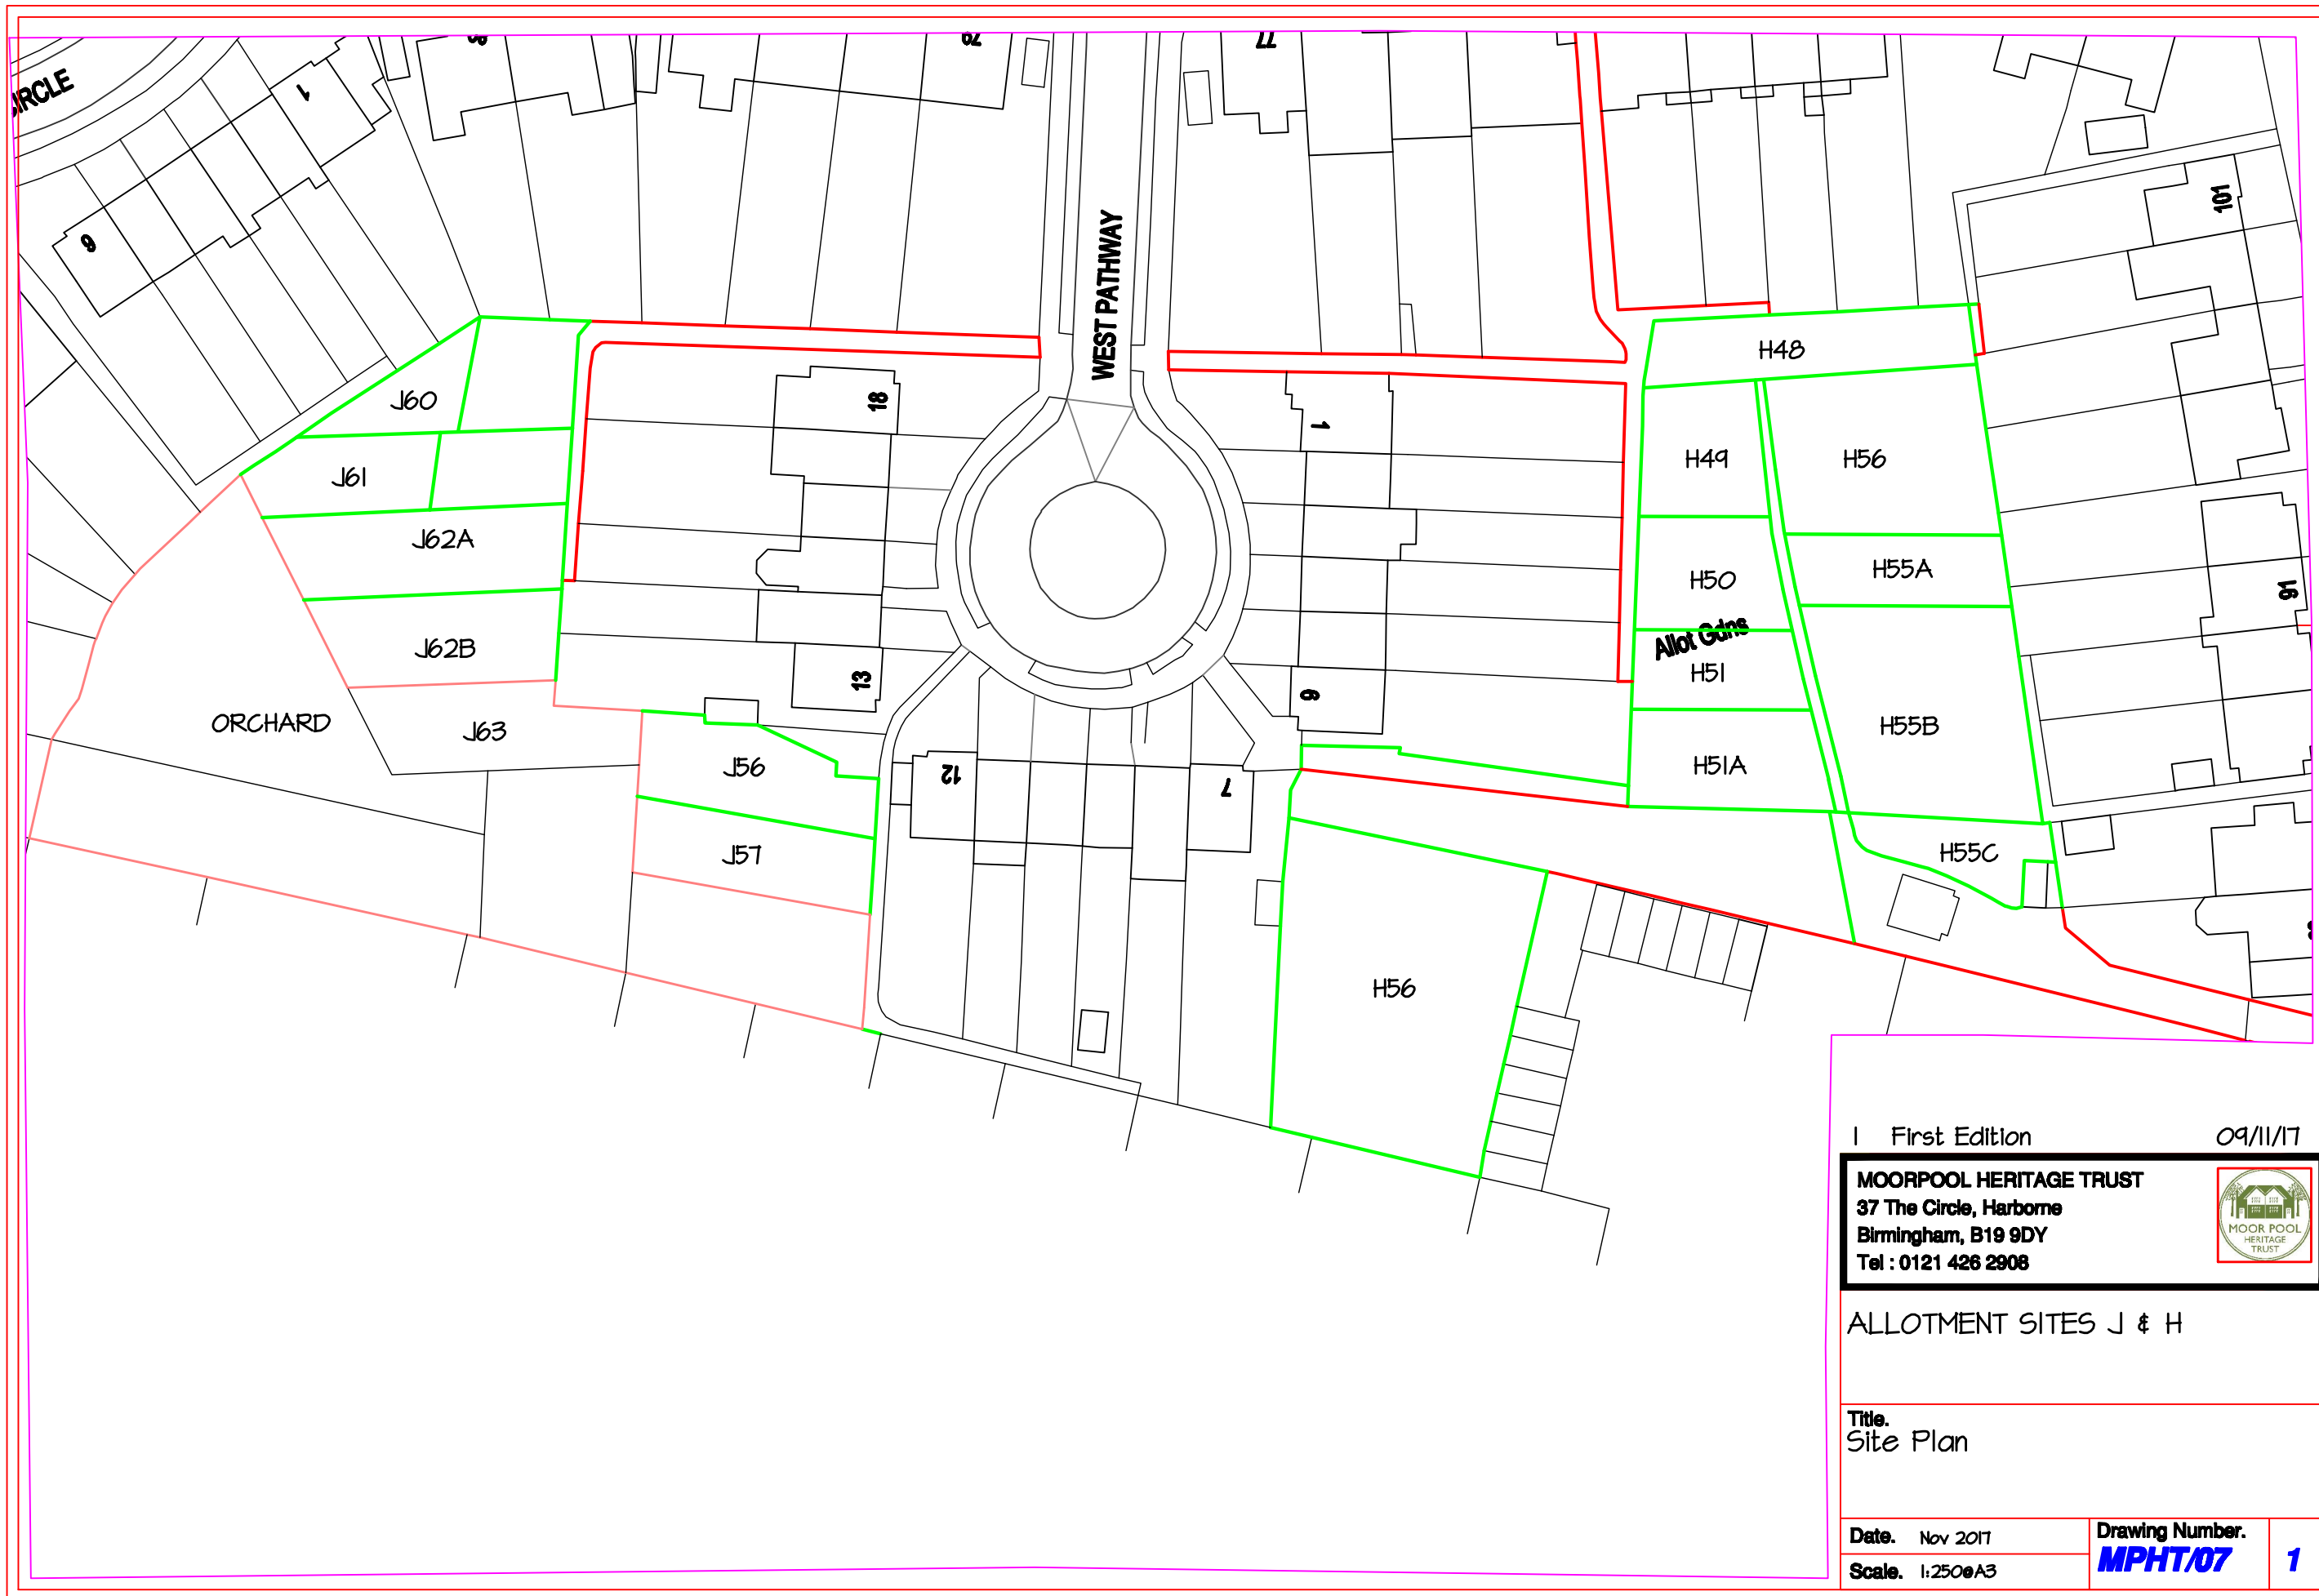 CIRCLE
1
9
79
77
101
WEST PATHWAY
H48
J60
18
1
J61
H49
H56
J62A
H50
H55A
91
Allot Gdns
J62B
H51
13
9
ORCHARD
J63
H55B
J56
12
7
H51A
J57
H55C
H56
1 First Edition 09/11/17
MOORPOOL HERITAGE TRUST
37 The Circle, Harborne
Birmingham, B19 9DY
Tel : 0121 426 2908
MOOR POOL
HERITAGE
TRUST
ALLOTMENT SITES J & H
Title.
Site Plan
Date. Nov 2017
Drawing Number.
MPHT/07 1
Scale. 1:250@A3